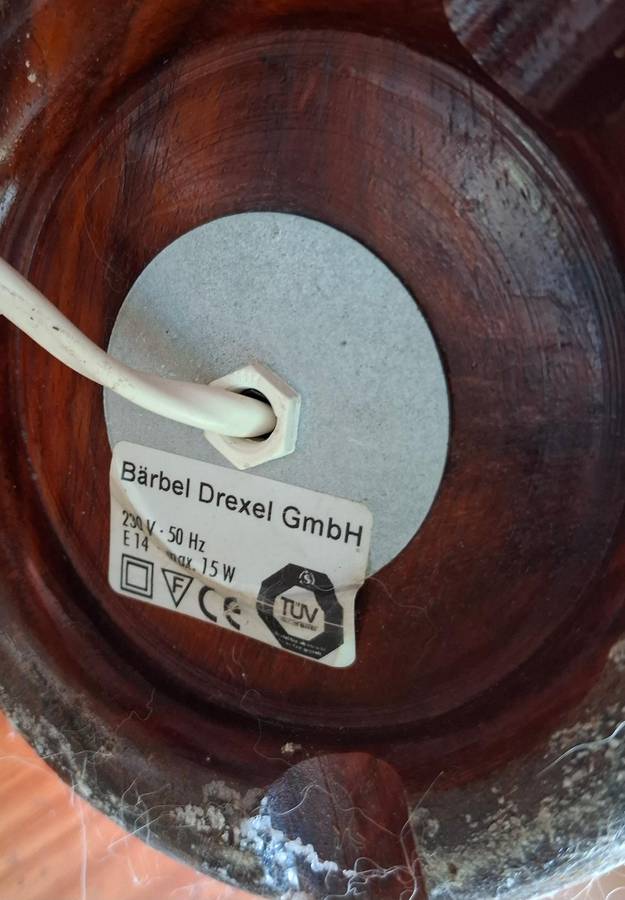 Bärbel Drexel GmbH
230 V - 50 Hz
E 14 max. 15 W
F CE
S
TÜV